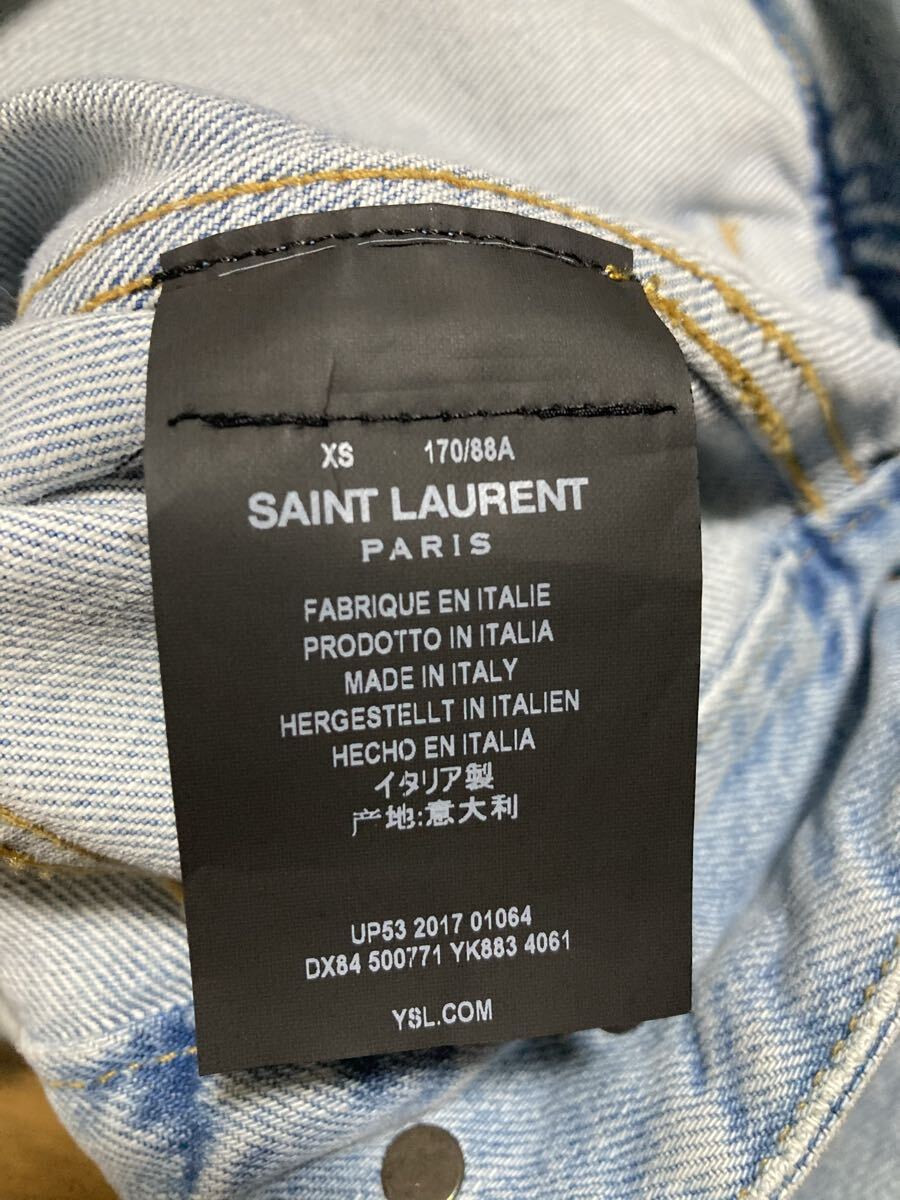 XS 170/88A
SAINT LAURENT
PARIS
FABRIQUE EN ITALIE
PRODOTTO IN ITALIA
MADE IN ITALY
HERGESTELLT IN ITALIEN
HECHO EN ITALIA
イタリア製
产地:意大利
UP53 2017 01064
DX84 500771 YK883 4061
YSL.COM